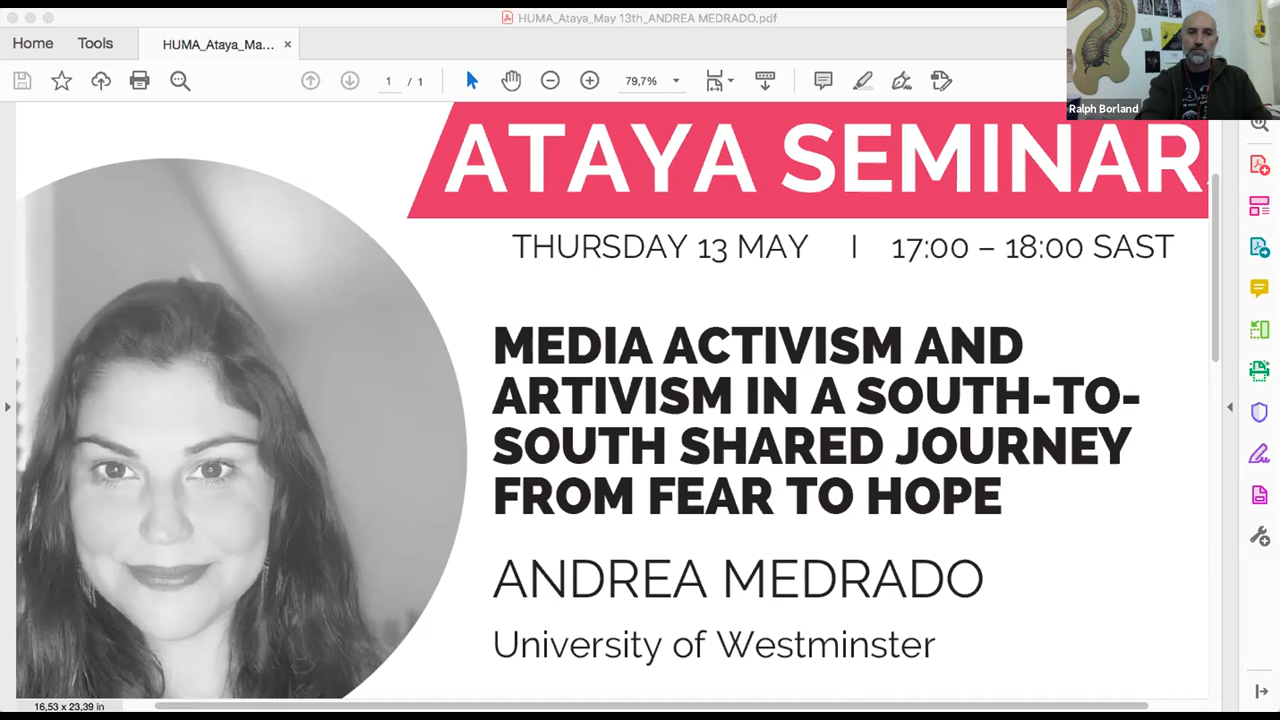 HUMA_Ataya_May 13th_ANDREA MEDRADO.pdf
Home
Tools
HUMA_Ataya_Ma...
1 / 1
79,7%
Ralph Borland
ATAYA SEMINAR
THURSDAY 13 MAY I 17:00 – 18:00 SAST
MEDIA ACTIVISM AND
ARTIVISM IN A SOUTH-TO-
SOUTH SHARED JOURNEY
FROM FEAR TO HOPE
ANDREA MEDRADO
University of Westminster
16,53 x 23,39 in